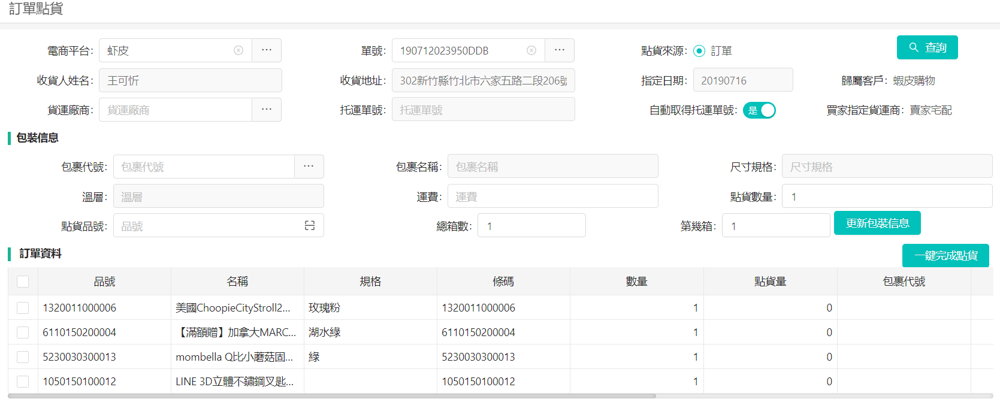 訂單點貨
電商平台: 虾皮 ... 單號: 190712023950DDB ... 點貨來源: 訂單 查詢
收貨人姓名: 王可忻 收貨地址: 302新竹縣竹北市六家五路二段206號 指定日期: 20190716 歸屬客戶: 蝦皮購物
貨運廠商: 貨運廠商 ... 托運單號: 托運單號 自動取得托運單號: 是 買家指定貨運商: 賣家宅配
包裝信息
包裹代號: 包裹代號 ... 包裹名稱: 包裹名稱 尺寸規格: 尺寸規格
溫層: 溫層 運費: 運費 點貨數量: 1
點貨品號: 品號 總箱數: 1 第幾箱: 1 更新包裝信息
訂單資料 一鍵完成點貨
品號 名稱 規格 條碼 數量 點貨量 包裹代號
1320011000006 美國ChoopieCityStroll2... 玫瑰粉 1320011000006 1 0
6110150200004 【滿額贈】加拿大MARC... 湖水綠 6110150200004 1 0
5230030300013 mombella Q比小蘑菇固... 綠 5230030300013 1 0
1050150100012 LINE 3D立體不鏽鋼叉匙... 1050150100012 1 0